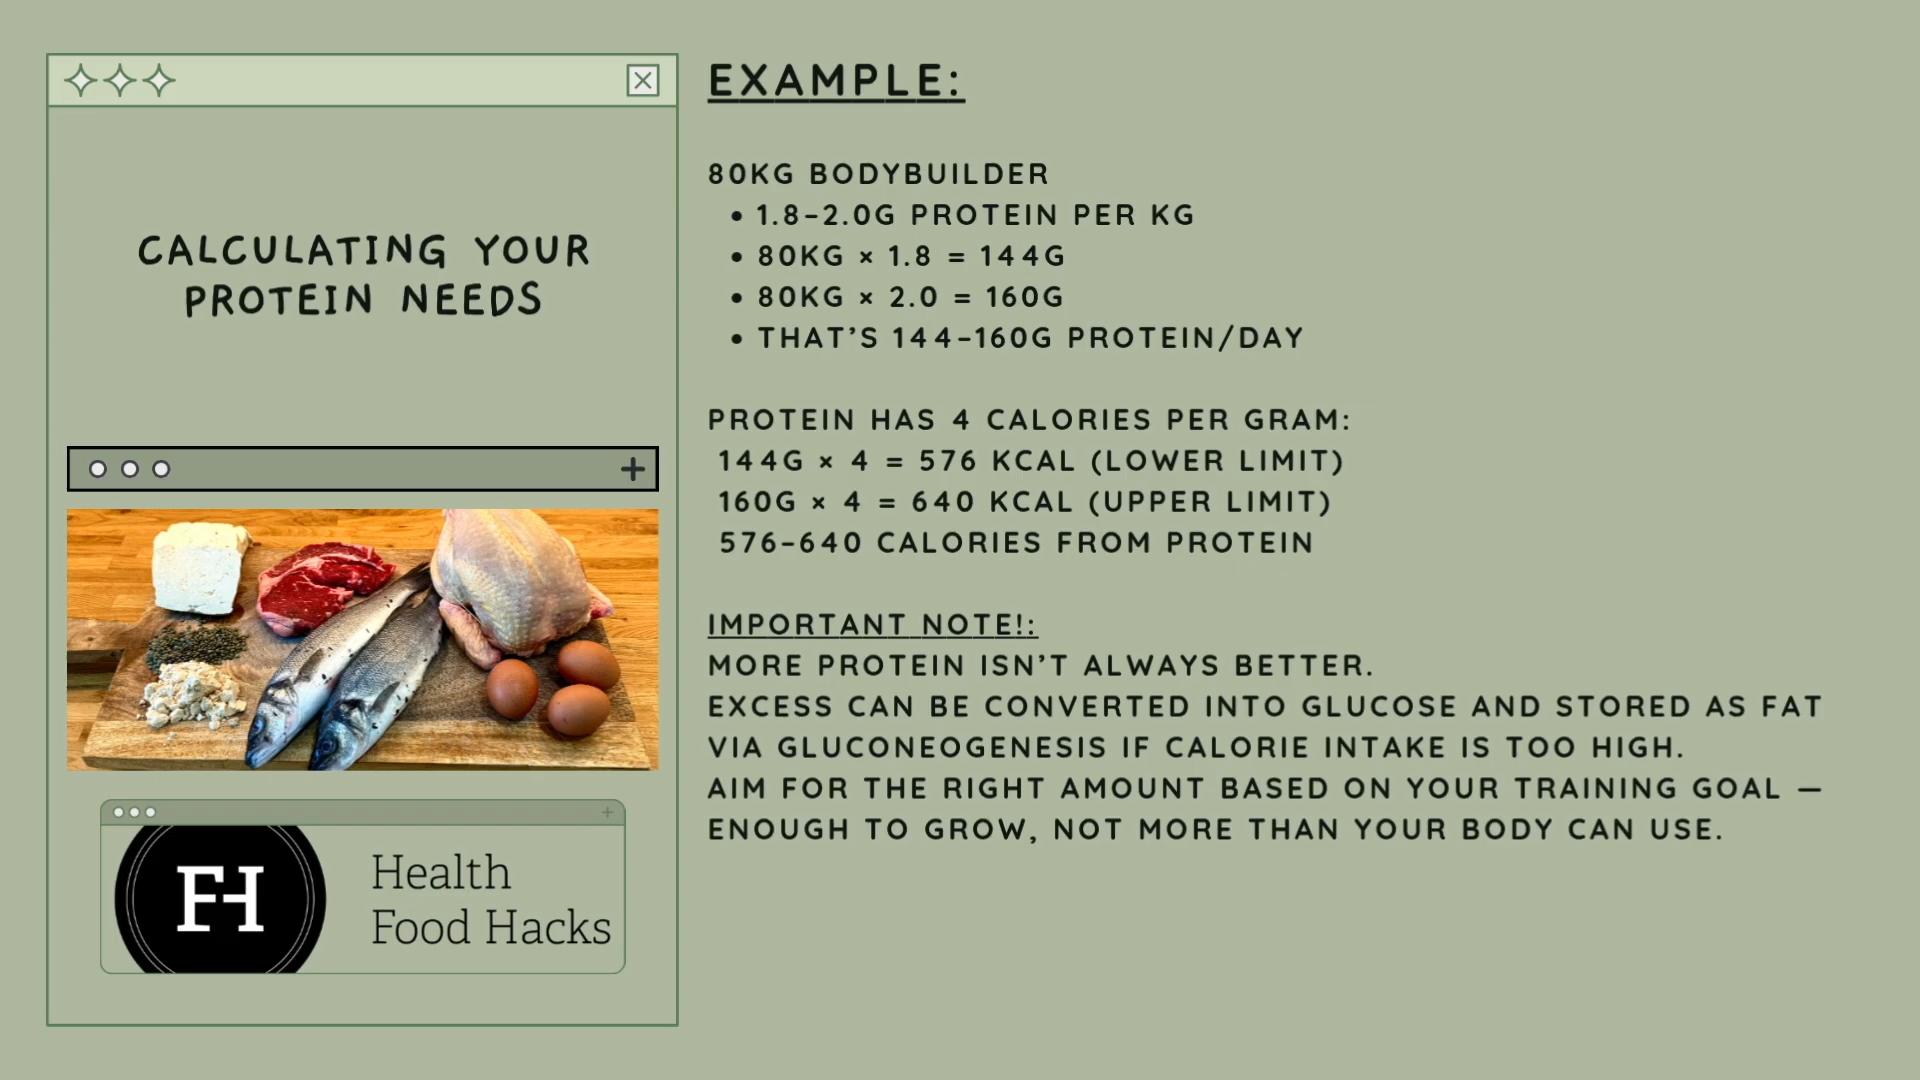 CALCULATING YOUR
PROTEIN NEEDS
FH
Health
Food Hacks
EXAMPLE:
80KG BODYBUILDER
• 1.8–2.0G PROTEIN PER KG
• 80KG × 1.8 = 144G
• 80KG × 2.0 = 160G
• THAT’S 144–160G PROTEIN/DAY
PROTEIN HAS 4 CALORIES PER GRAM:
144G × 4 = 576 KCAL (LOWER LIMIT)
160G × 4 = 640 KCAL (UPPER LIMIT)
576–640 CALORIES FROM PROTEIN
IMPORTANT NOTE!:
MORE PROTEIN ISN’T ALWAYS BETTER.
EXCESS CAN BE CONVERTED INTO GLUCOSE AND STORED AS FAT
VIA GLUCONEOGENESIS IF CALORIE INTAKE IS TOO HIGH.
AIM FOR THE RIGHT AMOUNT BASED ON YOUR TRAINING GOAL —
ENOUGH TO GROW, NOT MORE THAN YOUR BODY CAN USE.